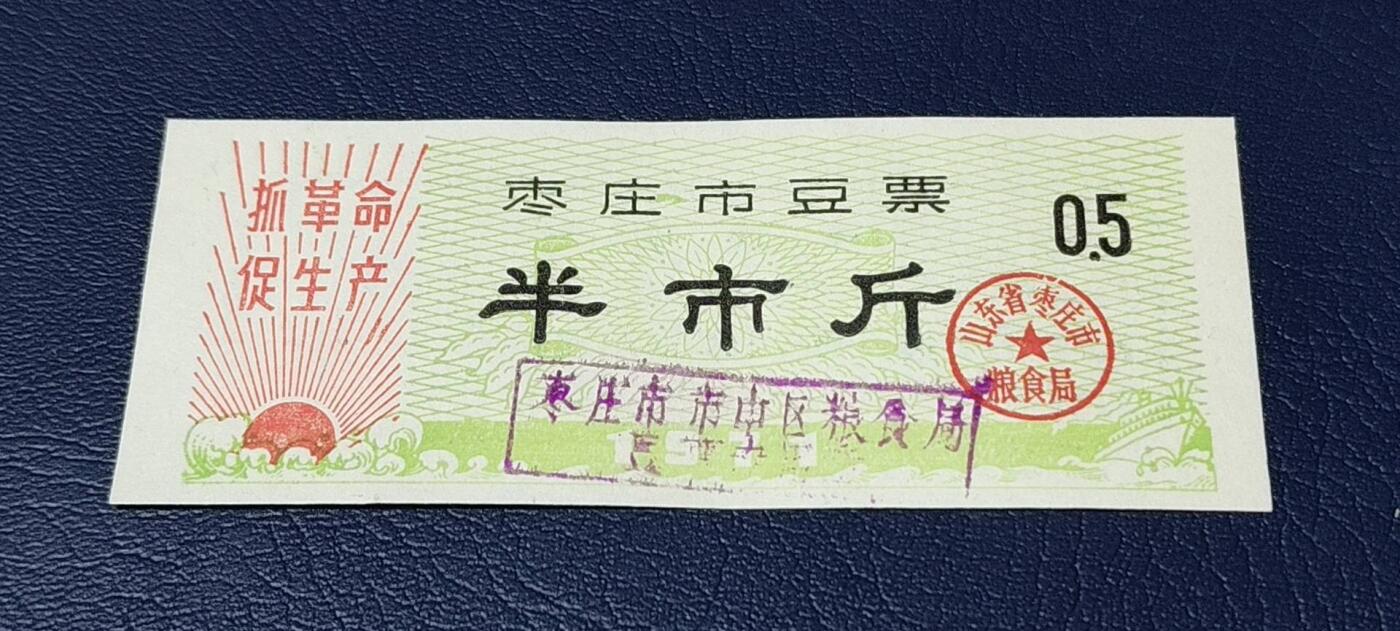 抓革命
促生产
枣庄市豆票
0.5
半市斤
山东省枣庄市
粮食局
枣庄市市中区粮食局
1971